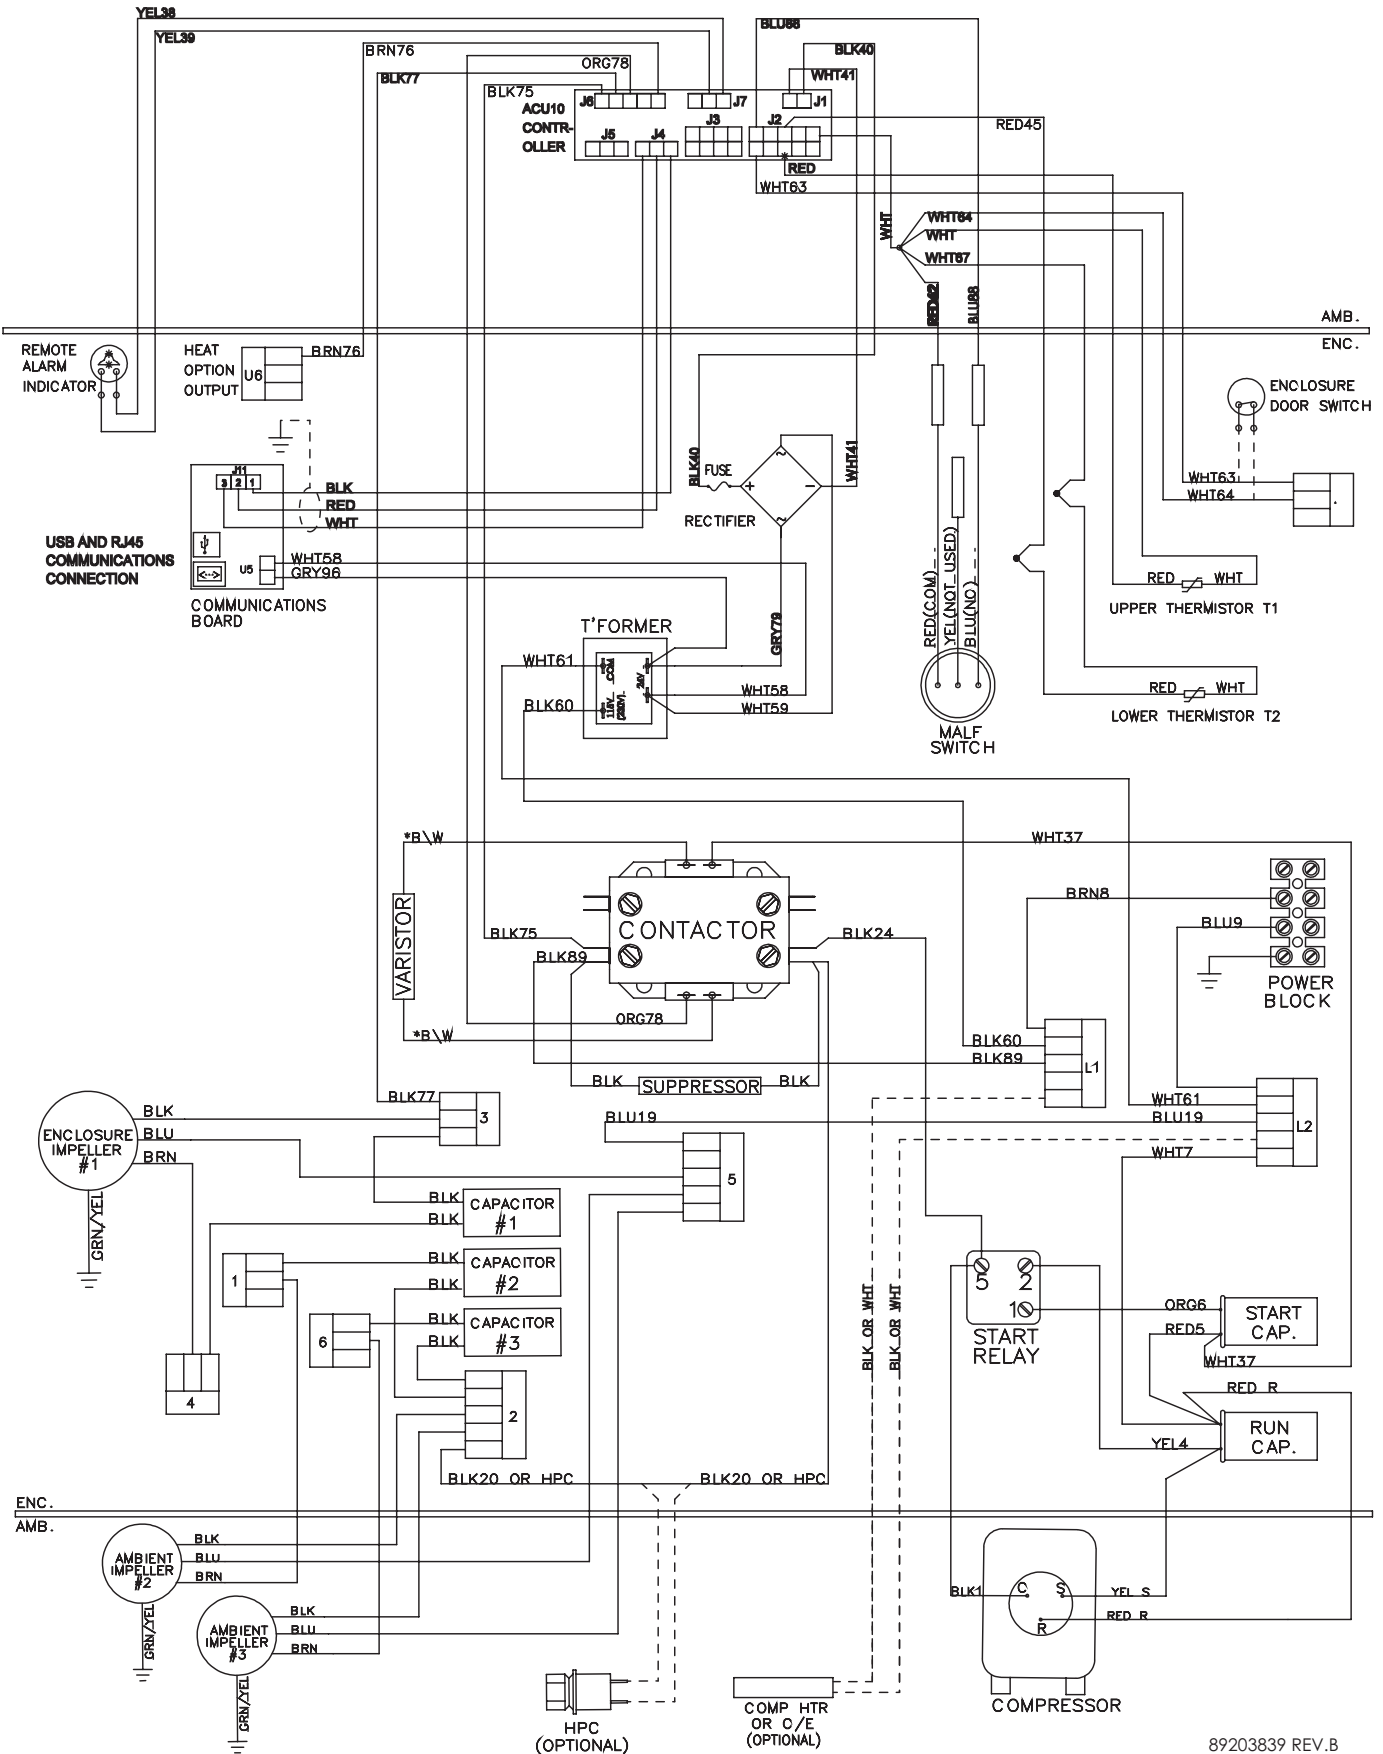 YEL38
YEL39
BRN76
ORG78
BLK77
BLK75
BLU68
BLK40
WHT41
J6
J7
J1
ACU10
CONTR-
OLLER
J5
J4
J3
J2
RED45
RED
WHT63
WHT
WHT64
WHT
WHT67
RED62
BLU68
AMB.
ENC.
REMOTE
ALARM
INDICATOR
HEAT
OPTION
OUTPUT
U6
BRN76
ENCLOSURE
DOOR SWITCH
BLK40
FUSE
WHT41
+
~
-
~
RECTIFIER
WHT63
WHT64
J11
3 2 1
BLK
RED
WHT
USB AND RJ45
COMMUNICATIONS
CONNECTION
U5
WHT58
GRY96
COMMUNICATIONS
BOARD
T'FORMER
WHT61
BLK60
COM
115V
(230V)
24V
GRY79
WHT58
WHT59
RED(COM)
YEL(NOT USED)
BLU(NO)
MALF
SWITCH
RED
WHT
UPPER THERMISTOR T1
RED
WHT
LOWER THERMISTOR T2
*B\W
WHT37
VARISTOR
CONTACTOR
BLK75
BLK89
BLK24
BRN8
BLU9
POWER
BLOCK
ORG78
*B\W
BLK
SUPPRESSOR
BLK
BLK60
BLK89
L1
BLK77
3
BLU19
WHT61
BLU19
WHT7
L2
ENCLOSURE
IMPELLER
#1
BLK
BLU
BRN
GRN/YEL
5
BLK
BLK
CAPACITOR
#1
1
BLK
BLK
CAPACITOR
#2
6
BLK
BLK
CAPACITOR
#3
4
2
5
2
1
START
RELAY
ORG6
RED5
START
CAP.
WHT37
RED R
RUN
CAP.
YEL4
BLK OR WHT
BLK OR WHT
BLK20 OR HPC
BLK20 OR HPC
ENC.
AMB.
AMBIENT
IMPELLER
#2
BLK
BLU
BRN
GRN/YEL
AMBIENT
IMPELLER
#3
BLK
BLU
BRN
GRN/YEL
BLK1
C
S
R
YEL S
RED R
COMPRESSOR
HPC
(OPTIONAL)
COMP HTR
OR C/E
(OPTIONAL)
89203839 REV.B